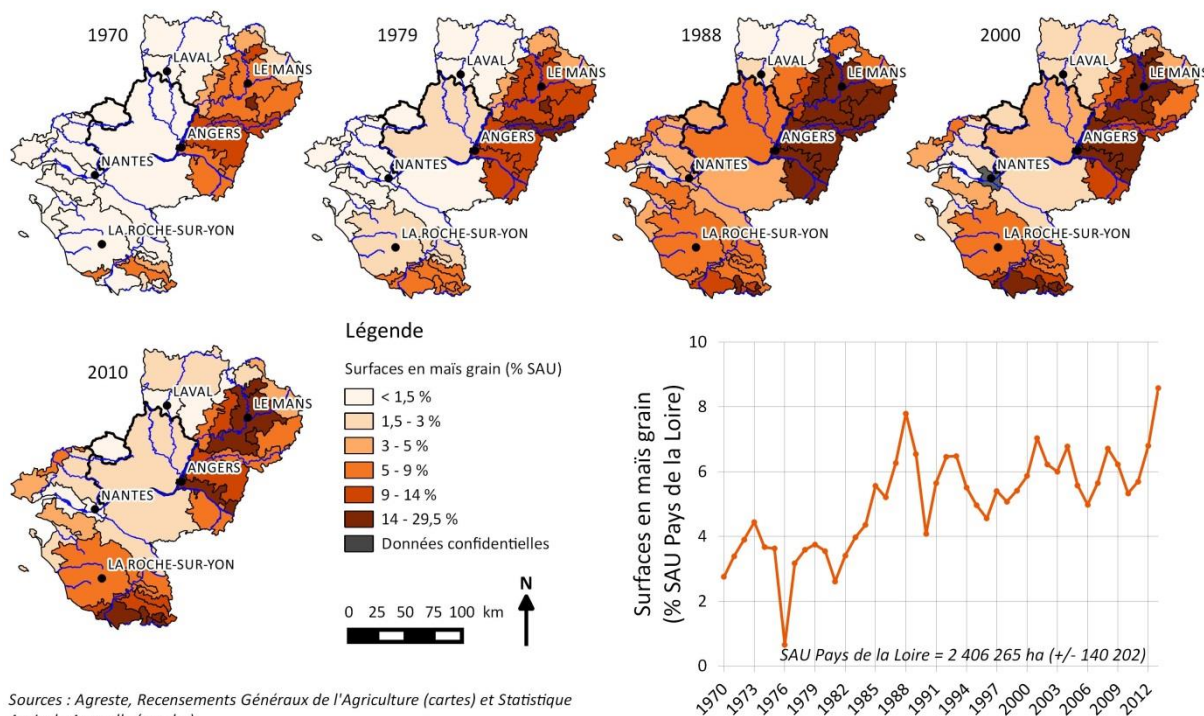 1970
LAVAL
LE MANS
ANGERS
NANTES
LA ROCHE-SUR-YON
1979
LAVAL
LE MANS
ANGERS
NANTES
LA ROCHE-SUR-YON
1988
LAVAL
LE MANS
ANGERS
NANTES
LA ROCHE-SUR-YON
2000
LAVAL
LE MANS
ANGERS
NANTES
LA ROCHE-SUR-YON
2010
LAVAL
LE MANS
ANGERS
NANTES
LA ROCHE-SUR-YON
Légende
Surfaces en maïs grain (% SAU)
< 1,5 %
1,5 - 3 %
3 - 5 %
5 - 9 %
9 - 14 %
14 - 29,5 %
Données confidentielles
N
0 25 50 75 100 km
Surfaces en maïs grain
(% SAU Pays de la Loire)
10
8
6
4
2
0
SAU Pays de la Loire = 2 406 265 ha (+/- 140 202)
1970 1973 1976 1979 1982 1985 1988 1991 1994 1997 2000 2003 2006 2009 2012
Sources : Agreste, Recensements Généraux de l'Agriculture (cartes) et Statistique